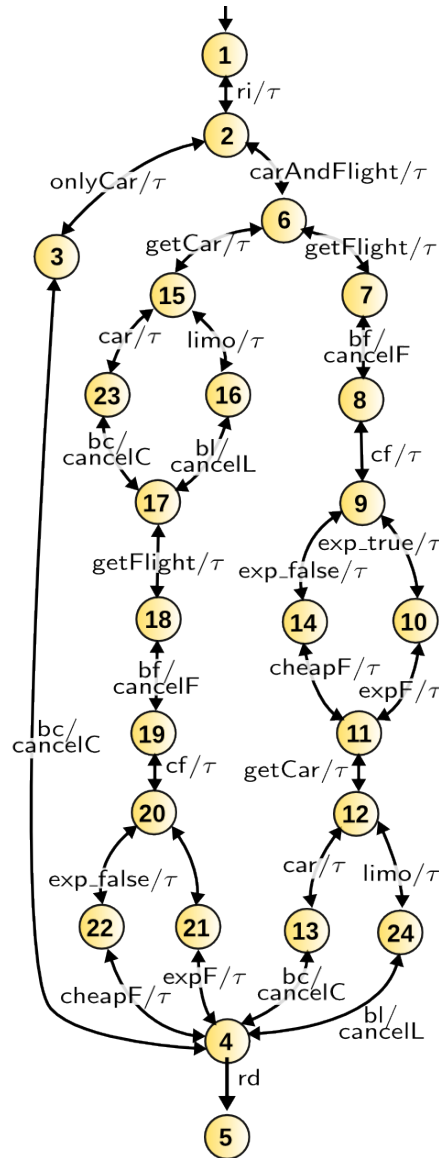 1
ri/τ
2
onlyCar/τ
carAndFlight/τ
6
3
getCar/τ
getFlight/τ
15
7
car/τ
limo/τ
bf/
cancelF
23
16
8
bc/
cancelC
bl/
cancelL
cf/τ
17
9
getFlight/τ
exp_false/τ
exp_true/τ
18
14
10
bf/
cancelF
cheapF/τ
expF/τ
bc/
cancelC
19
11
cf/τ
getCar/τ
20
12
exp_false/τ
car/τ
limo/τ
22
21
13
24
cheapF/τ
expF/τ
bc/
cancelC
bl/
cancelL
4
rd
5